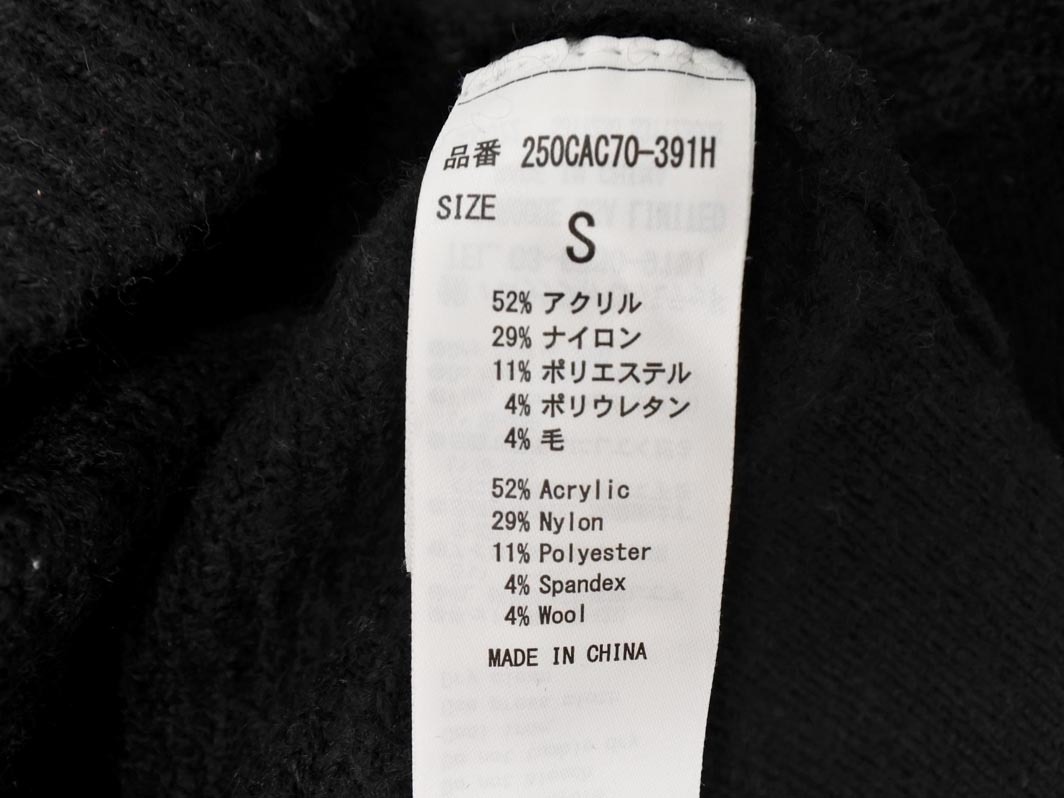 品番 250CAC70-391H
SIZE
S
52% アクリル
29% ナイロン
11% ポリエステル
4% ポリウレタン
4% 毛
52% Acrylic
29% Nylon
11% Polyester
4% Spandex
4% Wool
MADE IN CHINA